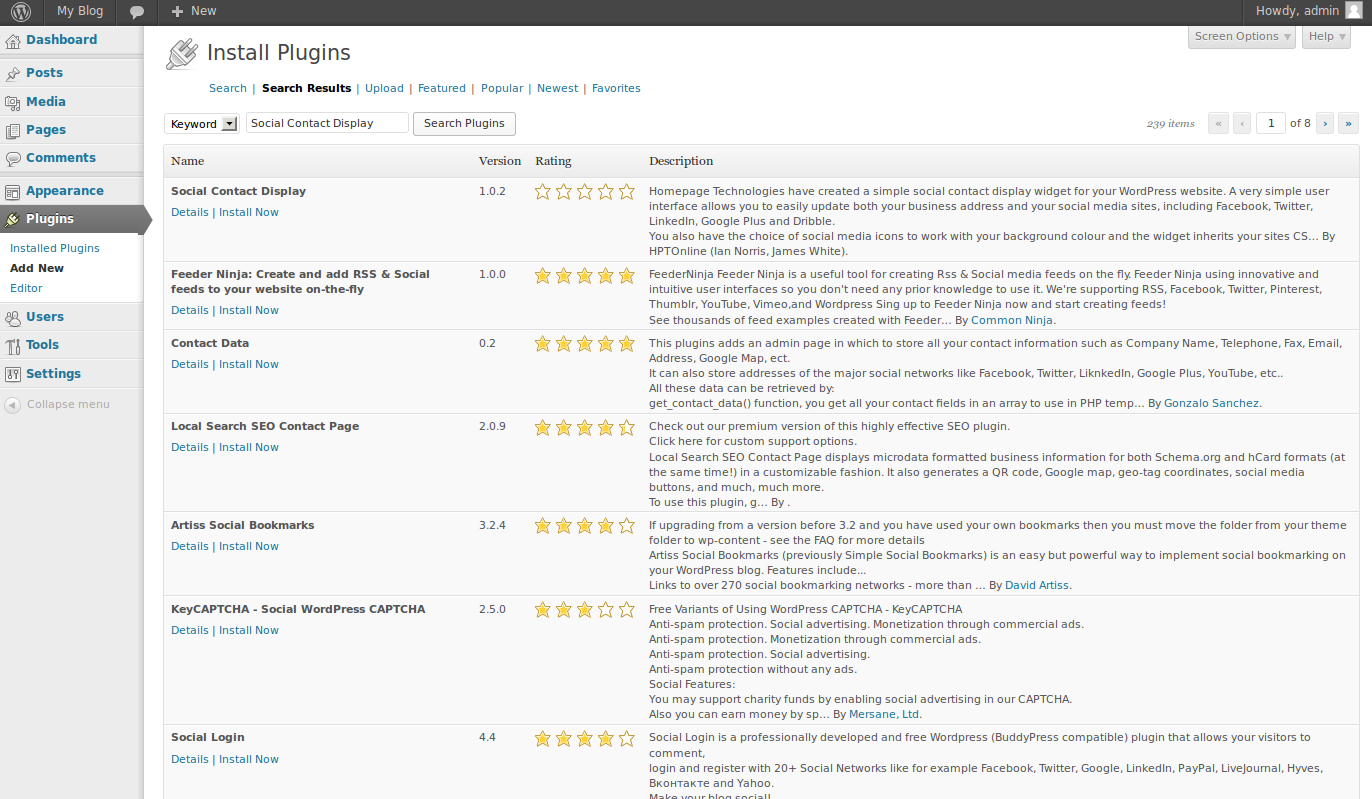 My Blog + New Howdy, admin
Screen Options Help
Install Plugins
Search | Search Results | Upload | Featured | Popular | Newest | Favorites
Keyword Social Contact Display Search Plugins 239 items « ‹ 1 of 8 › »
Dashboard
Posts
Media
Pages
Comments
Appearance
Plugins
Installed Plugins
Add New
Editor
Users
Tools
Settings
Collapse menu
Name Version Rating Description
Social Contact Display 1.0.2
Details | Install Now
Homepage Technologies have created a simple social contact display widget for your WordPress website. A very simple user
interface allows you to easily update both your business address and your social media sites, including Facebook, Twitter,
LinkedIn, Google Plus and Dribble.
You also have the choice of social media icons to work with your background colour and the widget inherits your sites CS... By
HPTOnline (Ian Norris, James White).
Feeder Ninja: Create and add RSS & Social 1.0.0
feeds to your website on-the-fly
Details | Install Now
FeederNinja Feeder Ninja is a useful tool for creating Rss & Social media feeds on the fly. Feeder Ninja using innovative and
intuitive user interfaces so you don't need any prior knowledge to use it. We're supporting RSS, Facebook, Twitter, Pinterest,
Thumblr, YouTube, Vimeo,and Wordpress Sing up to Feeder Ninja now and start creating feeds!
See thousands of feed examples created with Feeder... By Common Ninja.
Contact Data 0.2
Details | Install Now
This plugins adds an admin page in which to store all your contact information such as Company Name, Telephone, Fax, Email,
Address, Google Map, ect.
It can also store addresses of the major social networks like Facebook, Twitter, LiknkedIn, Google Plus, YouTube, etc..
All these data can be retrieved by:
get_contact_data() function, you get all your contact fields in an array to use in PHP temp... By Gonzalo Sanchez.
Local Search SEO Contact Page 2.0.9
Details | Install Now
Check out our premium version of this highly effective SEO plugin.
Click here for custom support options.
Local Search SEO Contact Page displays microdata formatted business information for both Schema.org and hCard formats (at
the same time!) in a customizable fashion. It also generates a QR code, Google map, geo-tag coordinates, social media
buttons, and much, much more.
To use this plugin, g... By .
Artiss Social Bookmarks 3.2.4
Details | Install Now
If upgrading from a version before 3.2 and you have used your own bookmarks then you must move the folder from your theme
folder to wp-content - see the FAQ for more details
Artiss Social Bookmarks (previously Simple Social Bookmarks) is an easy but powerful way to implement social bookmarking on
your WordPress blog. Features include...
Links to over 270 social bookmarking networks - more than ... By David Artiss.
KeyCAPTCHA - Social WordPress CAPTCHA 2.5.0
Details | Install Now
Free Variants of Using WordPress CAPTCHA - KeyCAPTCHA
Anti-spam protection. Social advertising. Monetization through commercial ads.
Anti-spam protection. Monetization through commercial ads.
Anti-spam protection. Social advertising.
Anti-spam protection without any ads.
Social Features:
You may support charity funds by enabling social advertising in our CAPTCHA.
Also you can earn money by sp... By Mersane, Ltd.
Social Login 4.4
Details | Install Now
Social Login is a professionally developed and free Wordpress (BuddyPress compatible) plugin that allows your visitors to
comment,
login and register with 20+ Social Networks like for example Facebook, Twitter, Google, LinkedIn, PayPal, LiveJournal, Hyves,
Вконтакте and Yahoo.
Make your blog social!